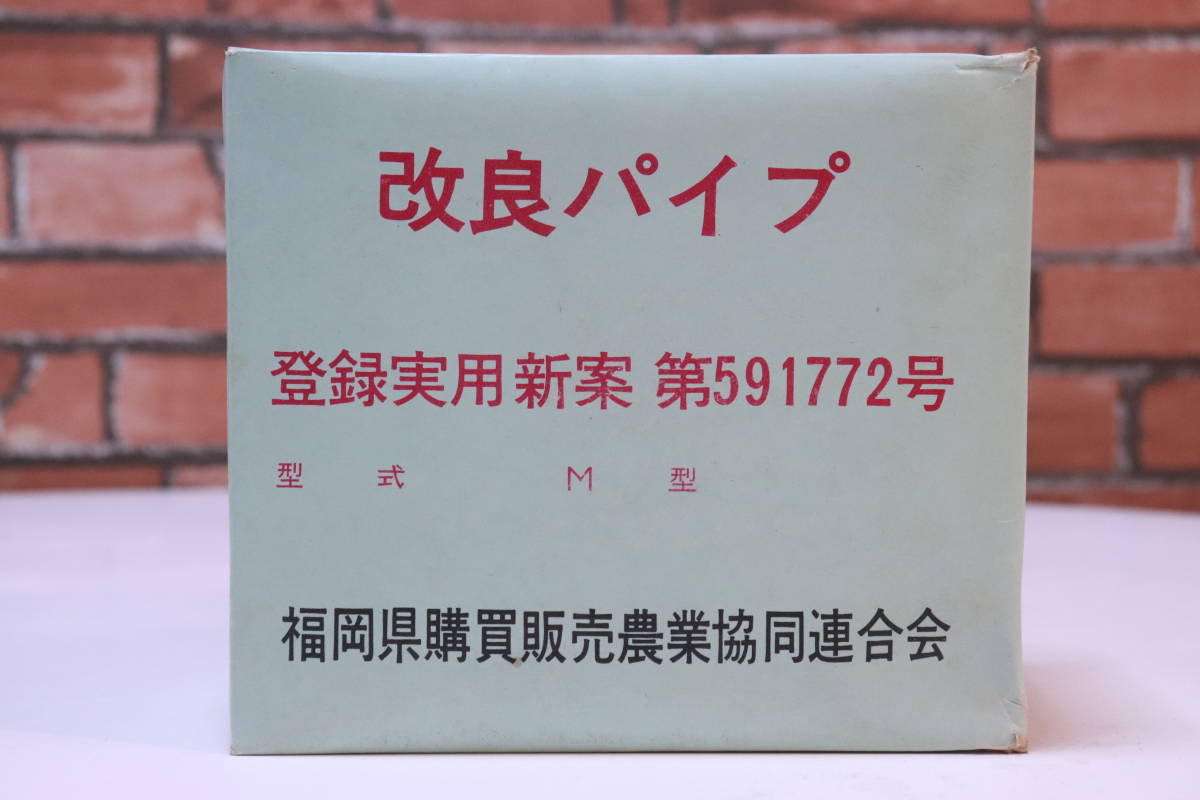 改良パイプ
登録実用新案 第591772号
型式 M型
福岡県購買販売農業協同連合会